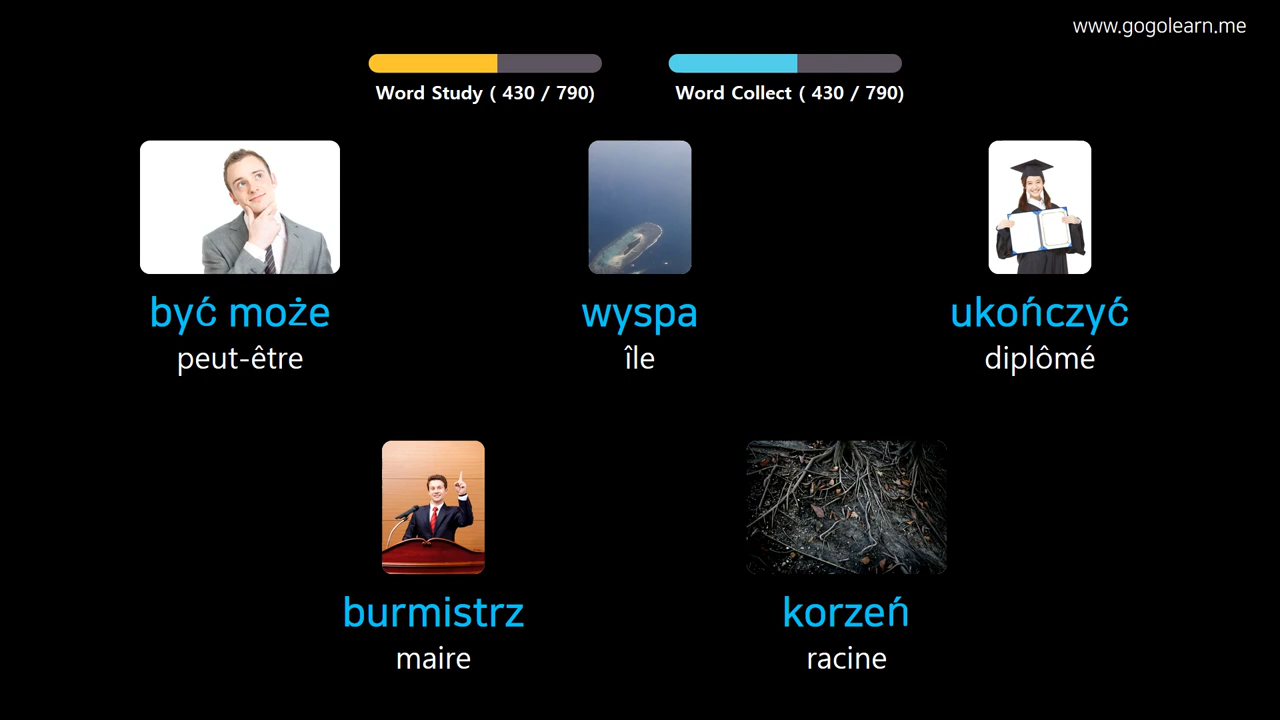 www.gogolearn.me
Word Study ( 430 / 790)
Word Collect ( 430 / 790)
być może
peut-être
wyspa
île
ukończyć
diplômé
burmistrz
maire
korzeń
racine